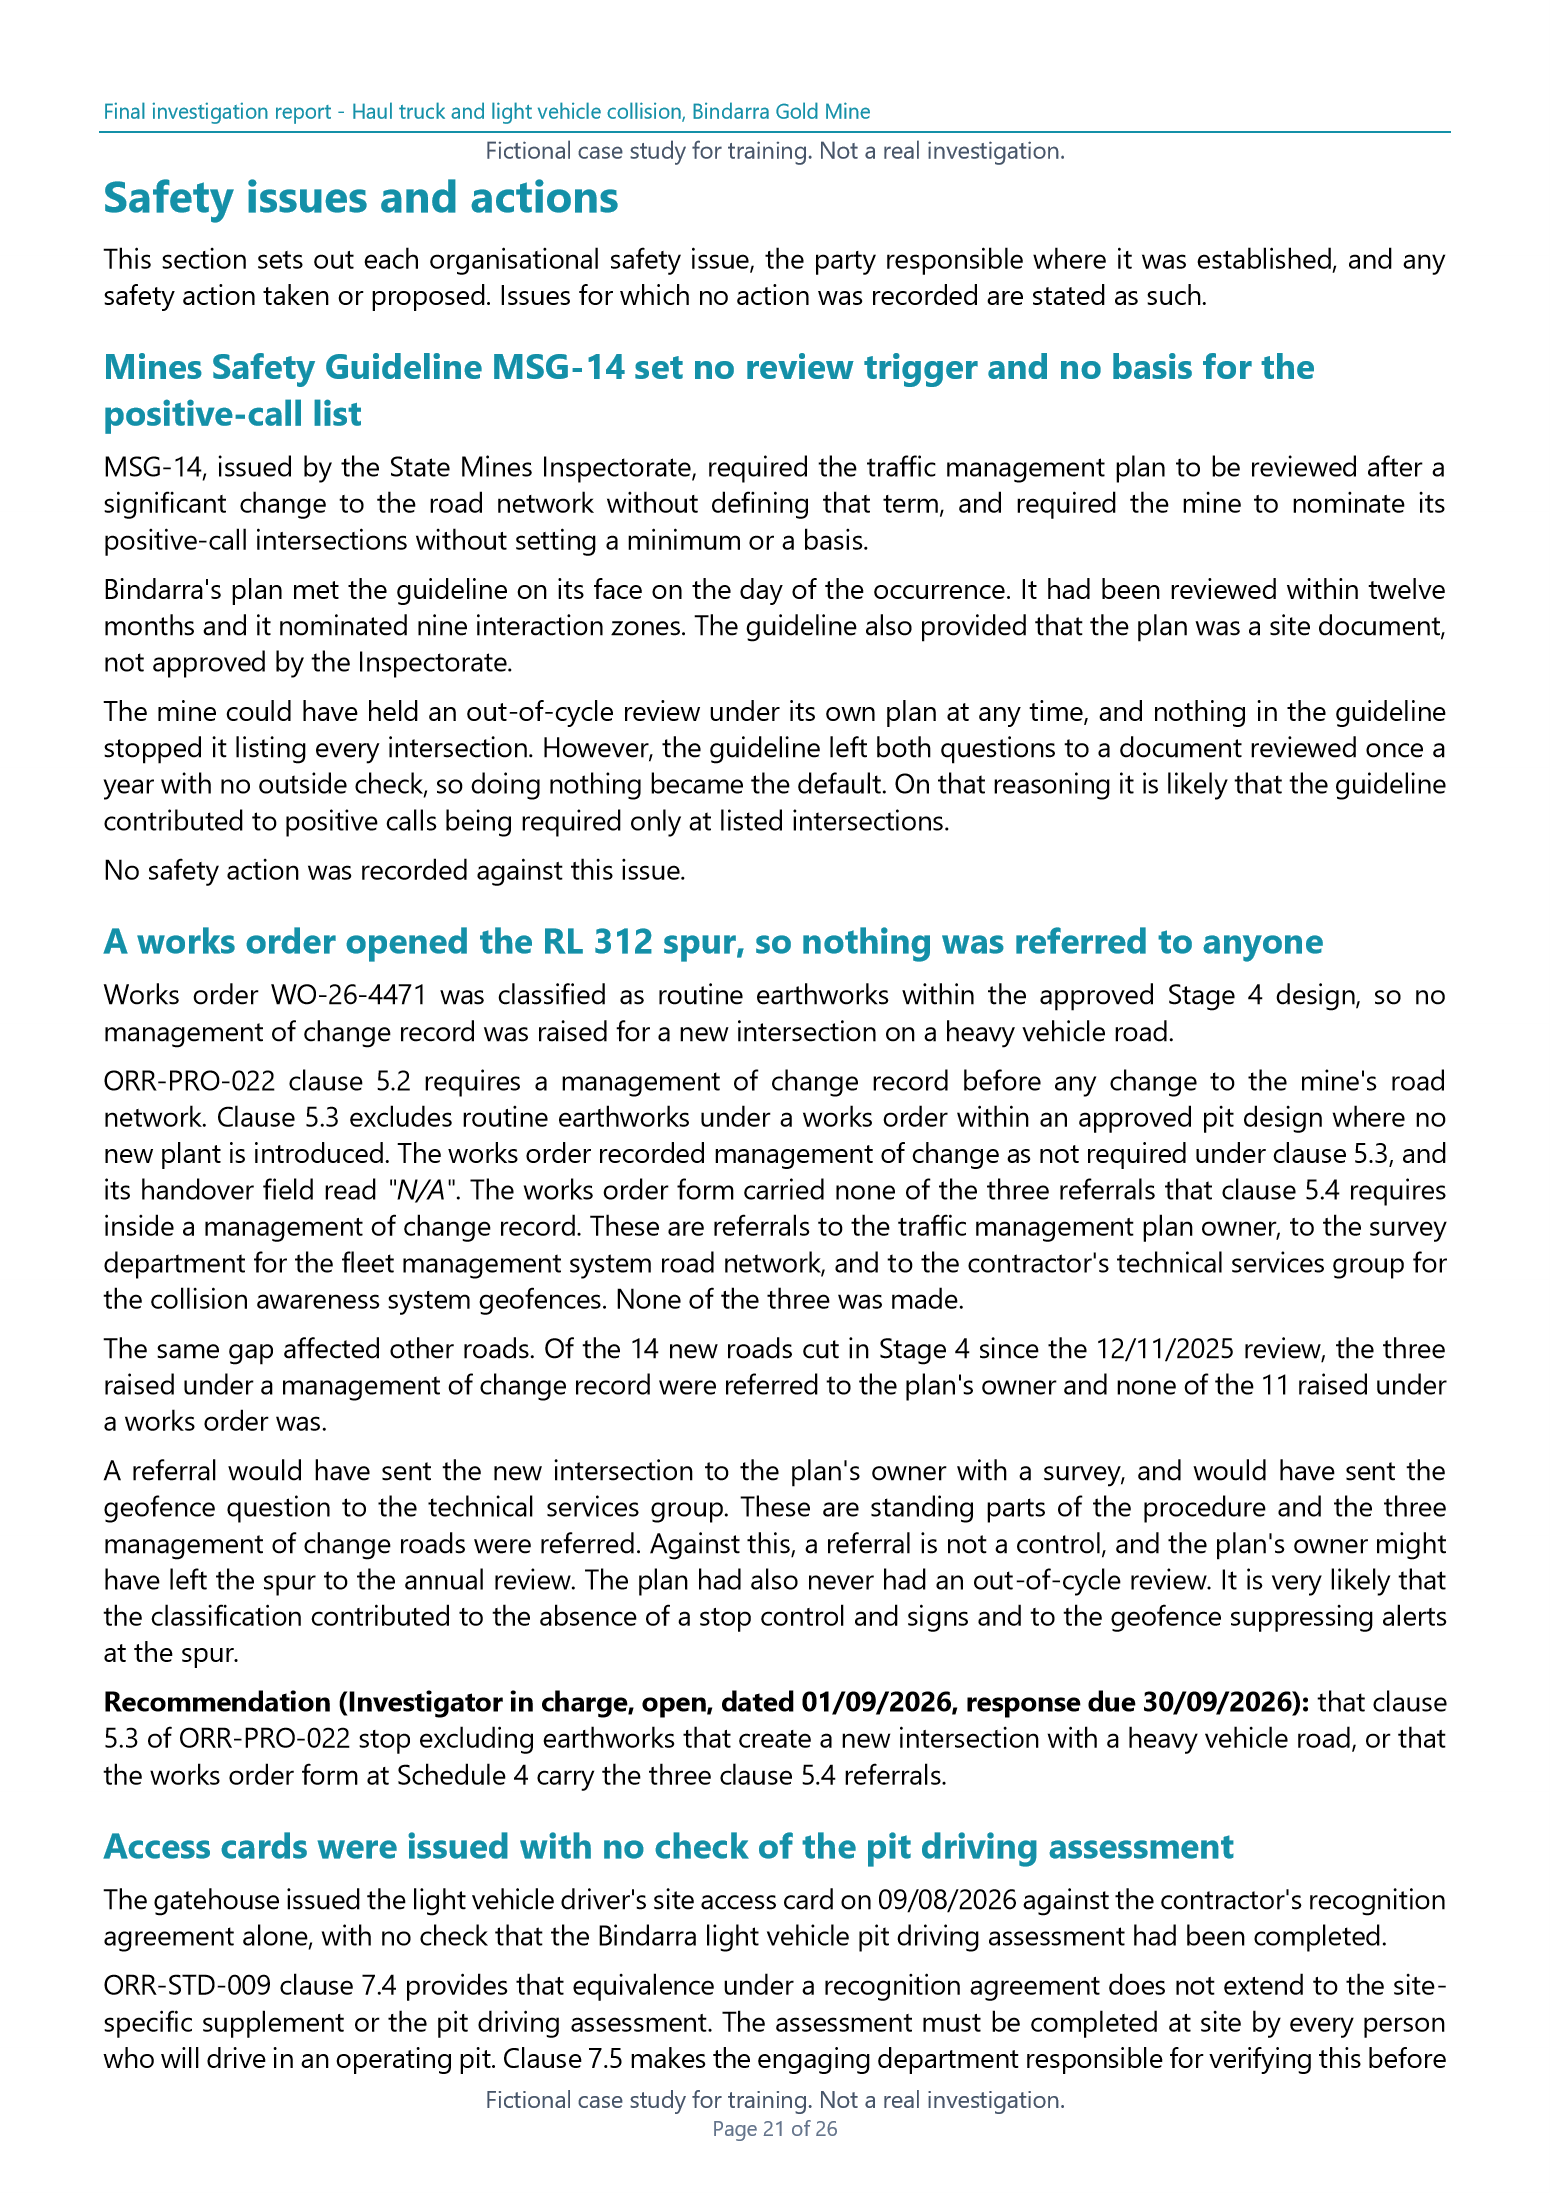 Final investigation report - Haul truck and light vehicle collision, Bindarra Gold Mine
Fictional case study for training. Not a real investigation.
Safety issues and actions
This section sets out each organisational safety issue, the party responsible where it was established, and any
safety action taken or proposed. Issues for which no action was recorded are stated as such.
Mines Safety Guideline MSG-14 set no review trigger and no basis for the
positive-call list
MSG-14, issued by the State Mines Inspectorate, required the traffic management plan to be reviewed after a
significant change to the road network without defining that term, and required the mine to nominate its
positive-call intersections without setting a minimum or a basis.
Bindarra's plan met the guideline on its face on the day of the occurrence. It had been reviewed within twelve
months and it nominated nine interaction zones. The guideline also provided that the plan was a site document,
not approved by the Inspectorate.
The mine could have held an out-of-cycle review under its own plan at any time, and nothing in the guideline
stopped it listing every intersection. However, the guideline left both questions to a document reviewed once a
year with no outside check, so doing nothing became the default. On that reasoning it is likely that the guideline
contributed to positive calls being required only at listed intersections.
No safety action was recorded against this issue.
A works order opened the RL 312 spur, so nothing was referred to anyone
Works order WO-26-4471 was classified as routine earthworks within the approved Stage 4 design, so no
management of change record was raised for a new intersection on a heavy vehicle road.
ORR-PRO-022 clause 5.2 requires a management of change record before any change to the mine's road
network. Clause 5.3 excludes routine earthworks under a works order within an approved pit design where no
new plant is introduced. The works order recorded management of change as not required under clause 5.3, and
its handover field read "N/A". The works order form carried none of the three referrals that clause 5.4 requires
inside a management of change record. These are referrals to the traffic management plan owner, to the survey
department for the fleet management system road network, and to the contractor's technical services group for
the collision awareness system geofences. None of the three was made.
The same gap affected other roads. Of the 14 new roads cut in Stage 4 since the 12/11/2025 review, the three
raised under a management of change record were referred to the plan's owner and none of the 11 raised under
a works order was.
A referral would have sent the new intersection to the plan's owner with a survey, and would have sent the
geofence question to the technical services group. These are standing parts of the procedure and the three
management of change roads were referred. Against this, a referral is not a control, and the plan's owner might
have left the spur to the annual review. The plan had also never had an out-of-cycle review. It is very likely that
the classification contributed to the absence of a stop control and signs and to the geofence suppressing alerts
at the spur.
Recommendation (Investigator in charge, open, dated 01/09/2026, response due 30/09/2026): that clause
5.3 of ORR-PRO-022 stop excluding earthworks that create a new intersection with a heavy vehicle road, or that
the works order form at Schedule 4 carry the three clause 5.4 referrals.
Access cards were issued with no check of the pit driving assessment
The gatehouse issued the light vehicle driver's site access card on 09/08/2026 against the contractor's recognition
agreement alone, with no check that the Bindarra light vehicle pit driving assessment had been completed.
ORR-STD-009 clause 7.4 provides that equivalence under a recognition agreement does not extend to the site-
specific supplement or the pit driving assessment. The assessment must be completed at site by every person
who will drive in an operating pit. Clause 7.5 makes the engaging department responsible for verifying this before
Fictional case study for training. Not a real investigation.
Page 21 of 26